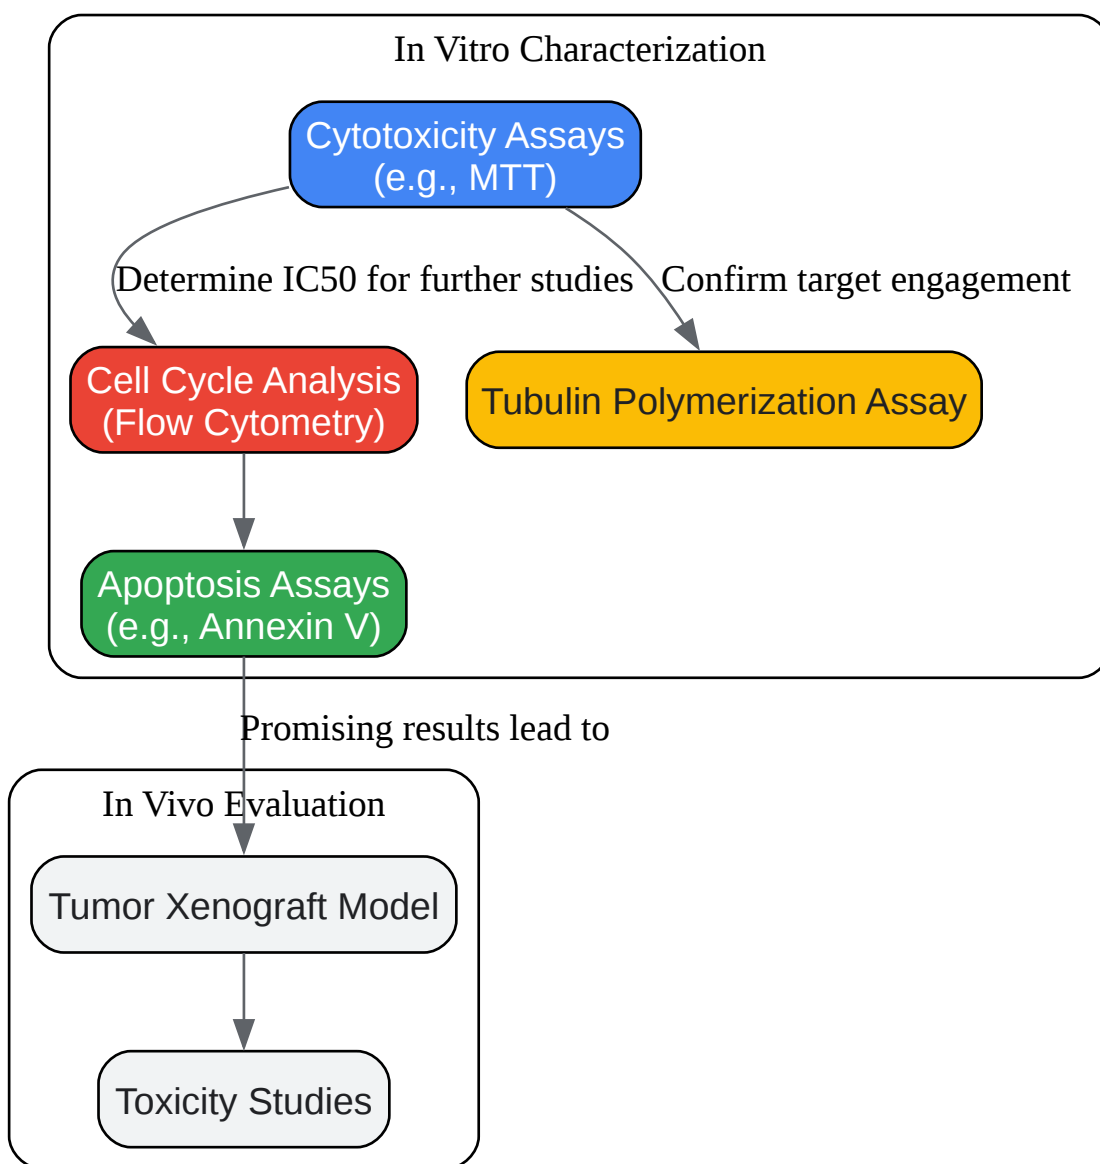 In Vitro Characterization
Cytotoxicity Assays
(e.g., MTT)
Determine IC50 for further studies
Confirm target engagement
Cell Cycle Analysis
(Flow Cytometry)
Tubulin Polymerization Assay
Apoptosis Assays
(e.g., Annexin V)
Promising results lead to
In Vivo Evaluation
Tumor Xenograft Model
Toxicity Studies